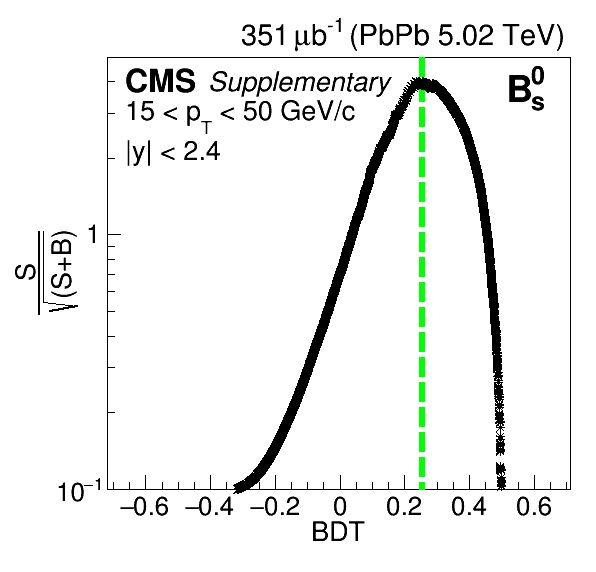 351 μb⁻¹ (PbPb 5.02 TeV)
CMS Supplementary
B⁰ₛ
15 < p_T < 50 GeV/c
|y| < 2.4
S
√(S+B)
1
10⁻¹
−0.6 −0.4 −0.2 0 0.2 0.4 0.6
BDT